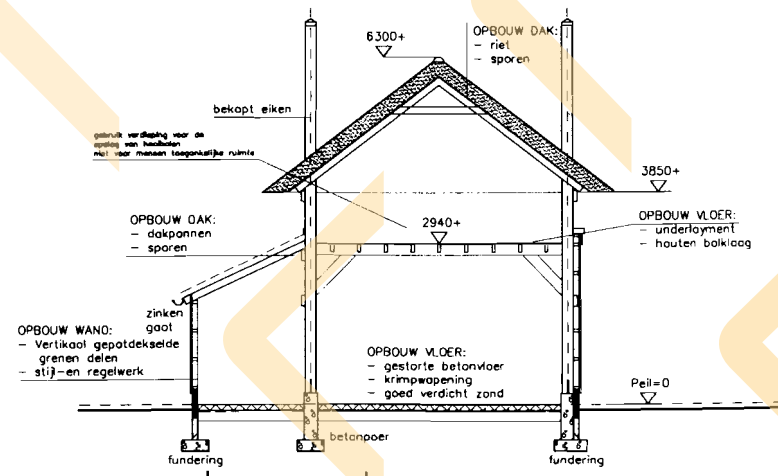 6300+
OPBOUW DAK:
- riet
- sporen
bekapt eiken
gebruik verdieping voor de
opslag van hooibalen
niet voor mensen toegankelijke ruimte
3850+
OPBOUW DAK:
- dakpannen
- sporen
2940+
OPBOUW VLOER:
- underlayment
- houten balklaag
zinken
goot
OPBOUW WAND:
- Vertikaal gepotdekselde
grenen delen
- stijl-en regelwerk
OPBOUW VLOER:
- gestorte betonvloer
- krimpwapening
- goed verdicht zand
Peil=0
betonpoer
fundering
fundering